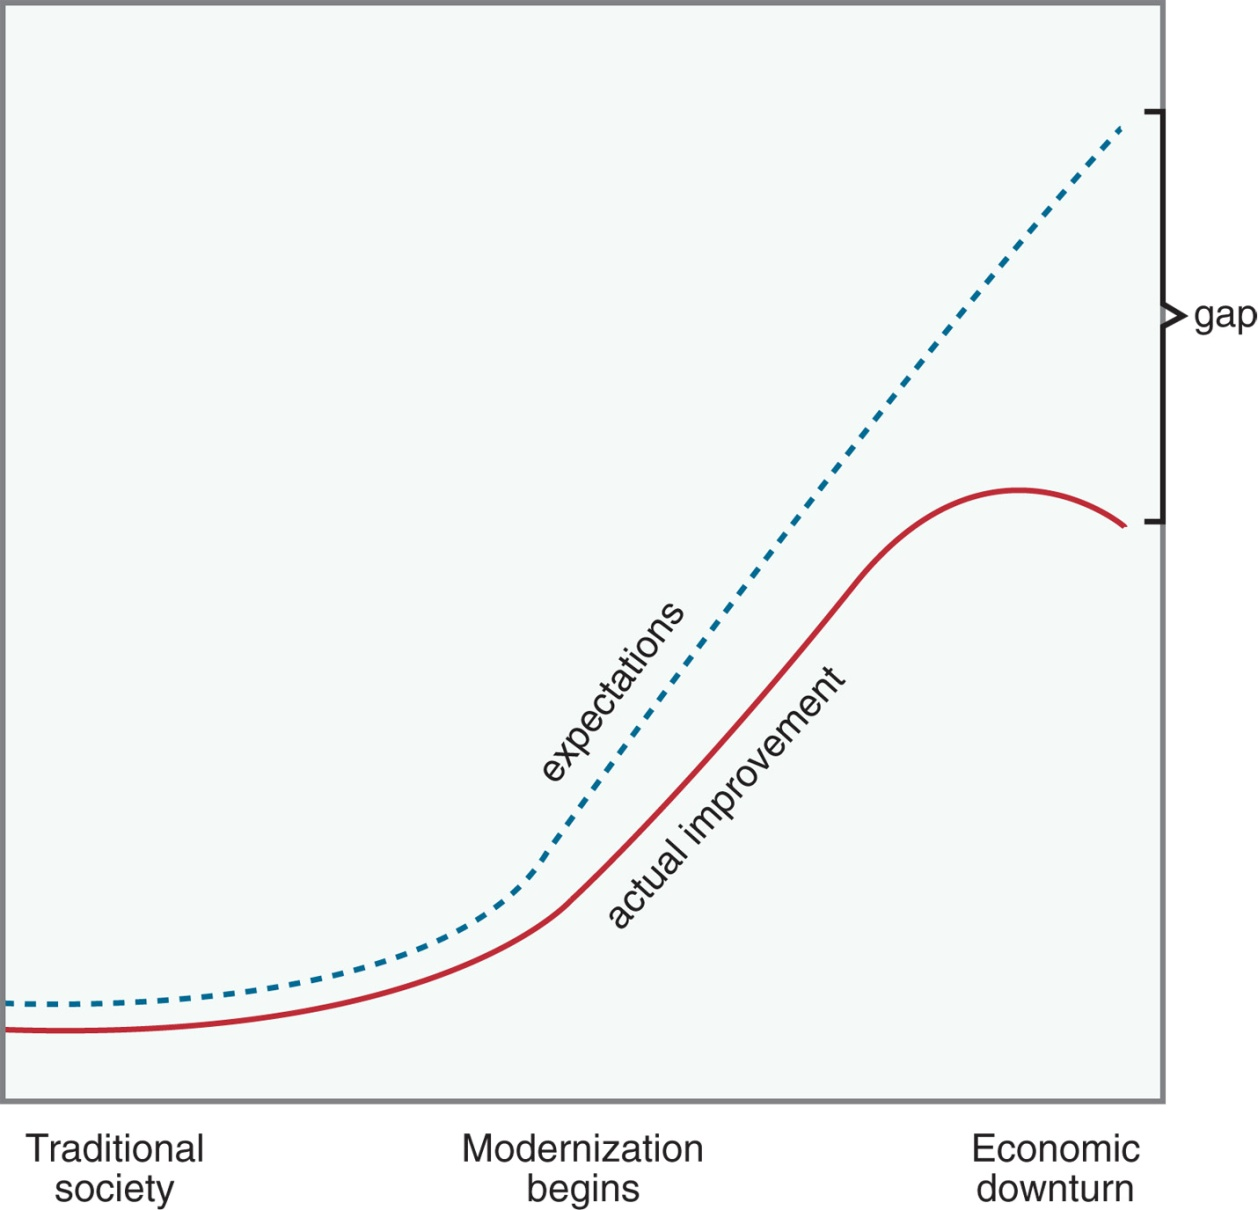 gap
expectations
actual improvement
Traditional
society
Modernization
begins
Economic
downturn